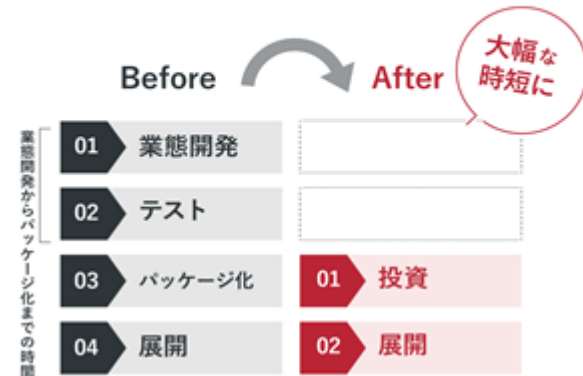 Before
After
大幅な
時短に
業態開発からパッケージ化までの時間
01 業態開発
02 テスト
03 パッケージ化
01 投資
04 展開
02 展開